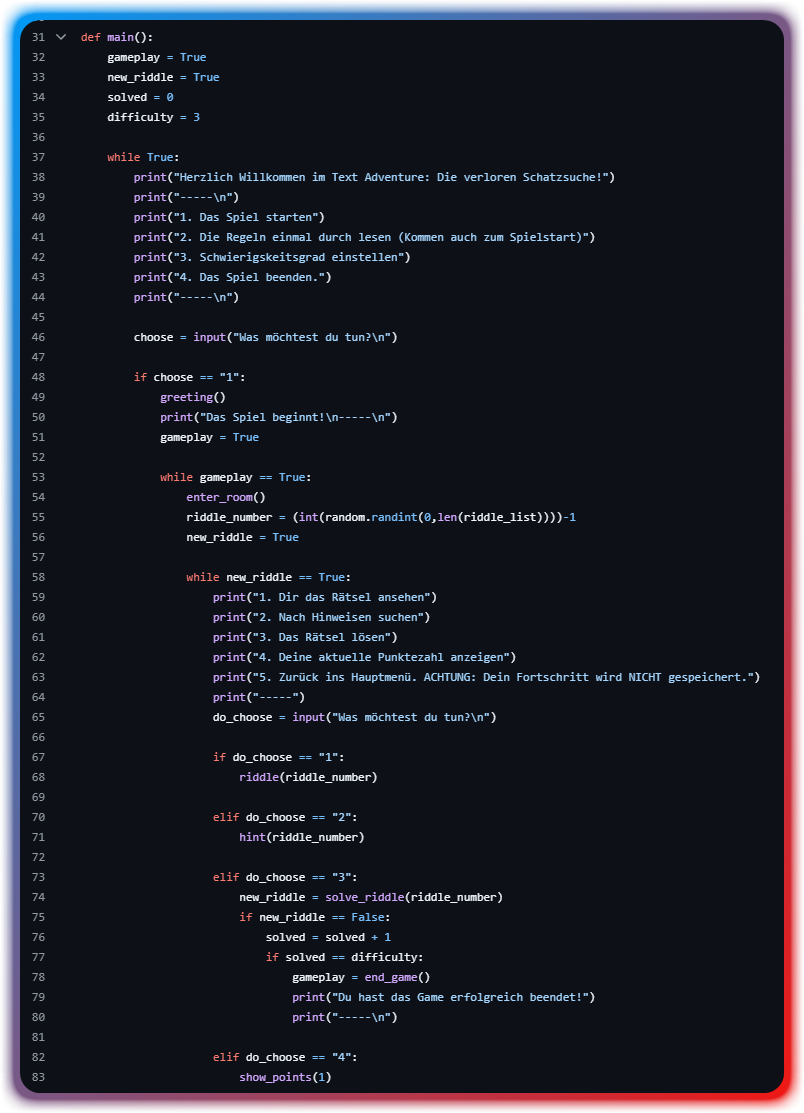 31 def main():
32 gameplay = True
33 new_riddle = True
34 solved = 0
35 difficulty = 3
36
37 while True:
38 print("Herzlich Willkommen im Text Adventure: Die verloren Schatzsuche!")
39 print("-----\n")
40 print("1. Das Spiel starten")
41 print("2. Die Regeln einmal durch lesen (Kommen auch zum Spielstart)")
42 print("3. Schwierigskeitsgrad einstellen")
43 print("4. Das Spiel beenden.")
44 print("-----\n")
45
46 choose = input("Was möchtest du tun?\n")
47
48 if choose == "1":
49 greeting()
50 print("Das Spiel beginnt!\n-----\n")
51 gameplay = True
52
53 while gameplay == True:
54 enter_room()
55 riddle_number = (int(random.randint(0,len(riddle_list))))-1
56 new_riddle = True
57
58 while new_riddle == True:
59 print("1. Dir das Rätsel ansehen")
60 print("2. Nach Hinweisen suchen")
61 print("3. Das Rätsel lösen")
62 print("4. Deine aktuelle Punktezahl anzeigen")
63 print("5. Zurück ins Hauptmenü. ACHTUNG: Dein Fortschritt wird NICHT gespeichert.")
64 print("-----")
65 do_choose = input("Was möchtest du tun?\n")
66
67 if do_choose == "1":
68 riddle(riddle_number)
69
70 elif do_choose == "2":
71 hint(riddle_number)
72
73 elif do_choose == "3":
74 new_riddle = solve_riddle(riddle_number)
75 if new_riddle == False:
76 solved = solved + 1
77 if solved == difficulty:
78 gameplay = end_game()
79 print("Du hast das Game erfolgreich beendet!")
80 print("-----\n")
81
82 elif do_choose == "4":
83 show_points(1)